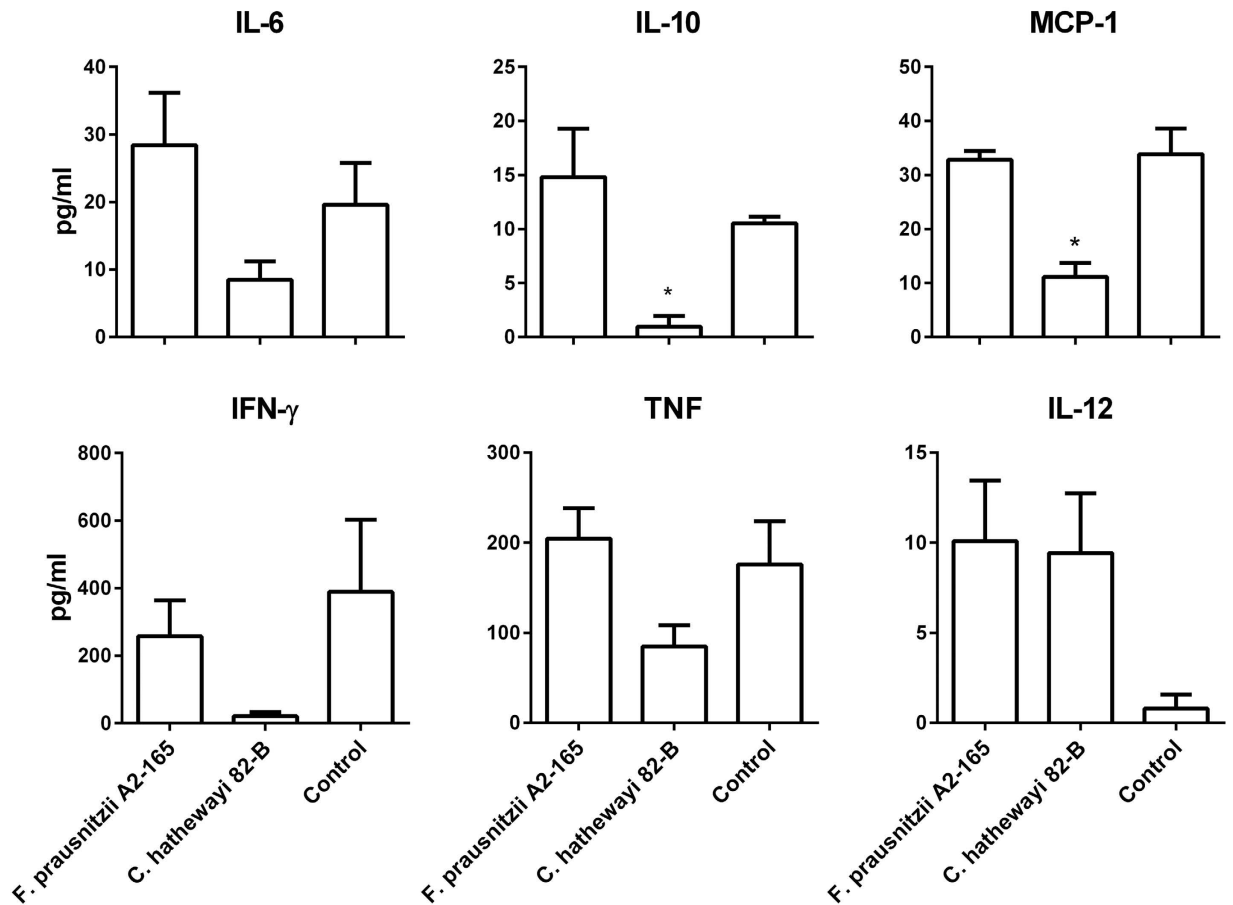 IL-6
IL-10
MCP-1
pg/ml
40
30
20
10
0
25
20
15
10
5
0
*
50
40
30
20
10
0
*
IFN-γ
TNF
IL-12
pg/ml
800
600
400
200
0
300
200
100
0
15
10
5
0
F. prausnitzii A2-165
C. hathewayi 82-B
Control
F. prausnitzii A2-165
C. hathewayi 82-B
Control
F. prausnitzii A2-165
C. hathewayi 82-B
Control